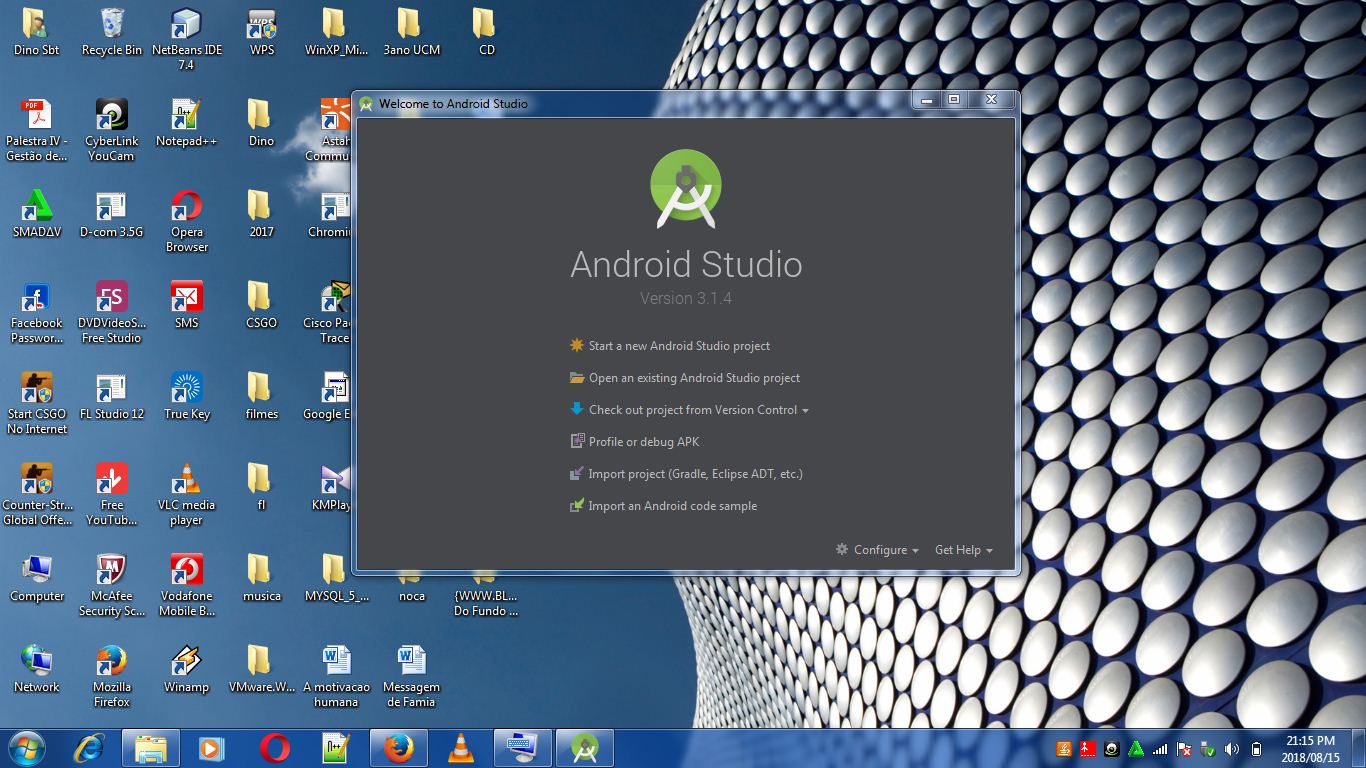 Dino Sbt
Recycle Bin
NetBeans IDE
7.4
WPS
WinXP_Mi...
3ano UCM
CD
Palestra IV -
Gestão de...
CyberLink
YouCam
Notepad++
Dino
Astah
Commu
SMADΔV
D-com 3.5G
Opera
Browser
2017
Chromiu
Facebook
Passwor...
DVDVideoS...
Free Studio
SMS
CSGO
Cisco Pac
Trace
Start CSGO
No Internet
FL Studio 12
True Key
filmes
Google E
Counter-Str...
Global Offe...
Free
YouTub...
VLC media
player
fl
KMPlay
Computer
McAfee
Security Sc...
Vodafone
Mobile B...
musica
MYSQL_5_...
noca
{WWW.BL...
Do Fundo ...
Network
Mozilla
Firefox
Winamp
VMware.W...
A motivacao
humana
Messagem
de Famia
Welcome to Android Studio
Android Studio
Version 3.1.4
Start a new Android Studio project
Open an existing Android Studio project
Check out project from Version Control
Profile or debug APK
Import project (Gradle, Eclipse ADT, etc.)
Import an Android code sample
Configure
Get Help
21:15 PM
2018/08/15